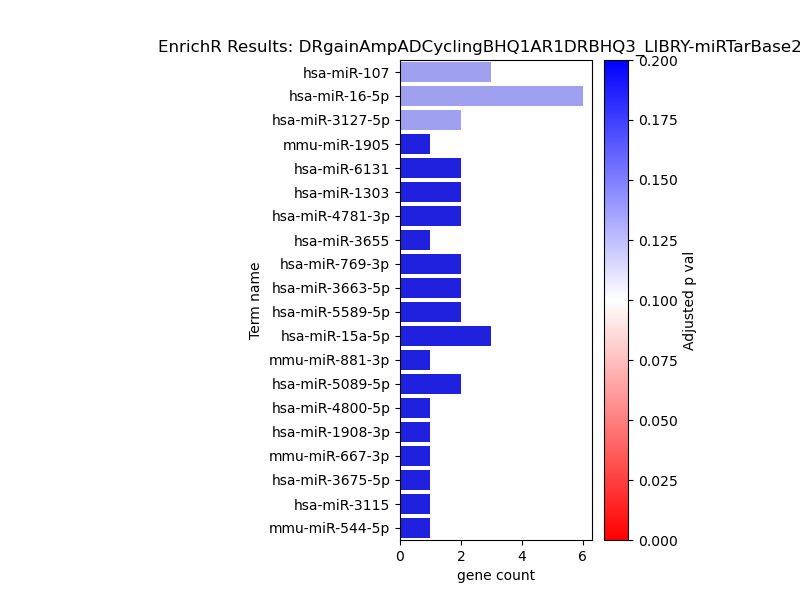 EnrichR Results: DRgainAmpADCyclingBHQ1AR1DRBHQ3_LIBRY-miRTarBase2
hsa-miR-107
hsa-miR-16-5p
hsa-miR-3127-5p
mmu-miR-1905
hsa-miR-6131
hsa-miR-1303
hsa-miR-4781-3p
hsa-miR-3655
hsa-miR-769-3p
hsa-miR-3663-5p
hsa-miR-5589-5p
hsa-miR-15a-5p
mmu-miR-881-3p
hsa-miR-5089-5p
hsa-miR-4800-5p
hsa-miR-1908-3p
mmu-miR-667-3p
hsa-miR-3675-5p
hsa-miR-3115
mmu-miR-544-5p
Term name
0 2 4 6
gene count
0.200
0.175
0.150
0.125
0.100
0.075
0.050
0.025
0.000
Adjusted p val